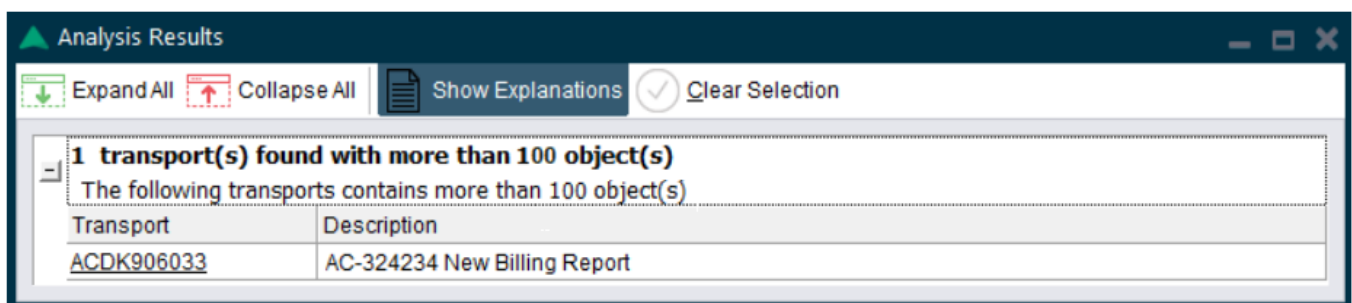 Analysis Results
Expand All Collapse All Show Explanations Clear Selection
1 transport(s) found with more than 100 object(s)
The following transports contains more than 100 object(s)
Transport Description
ACDK906033 AC-324234 New Billing Report